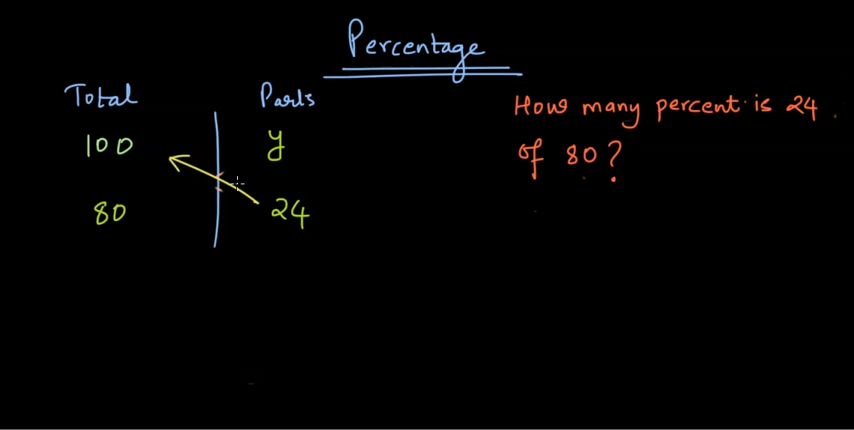 Percentage
Total Parts
100 y
80 24
How many percent is 24
of 80?